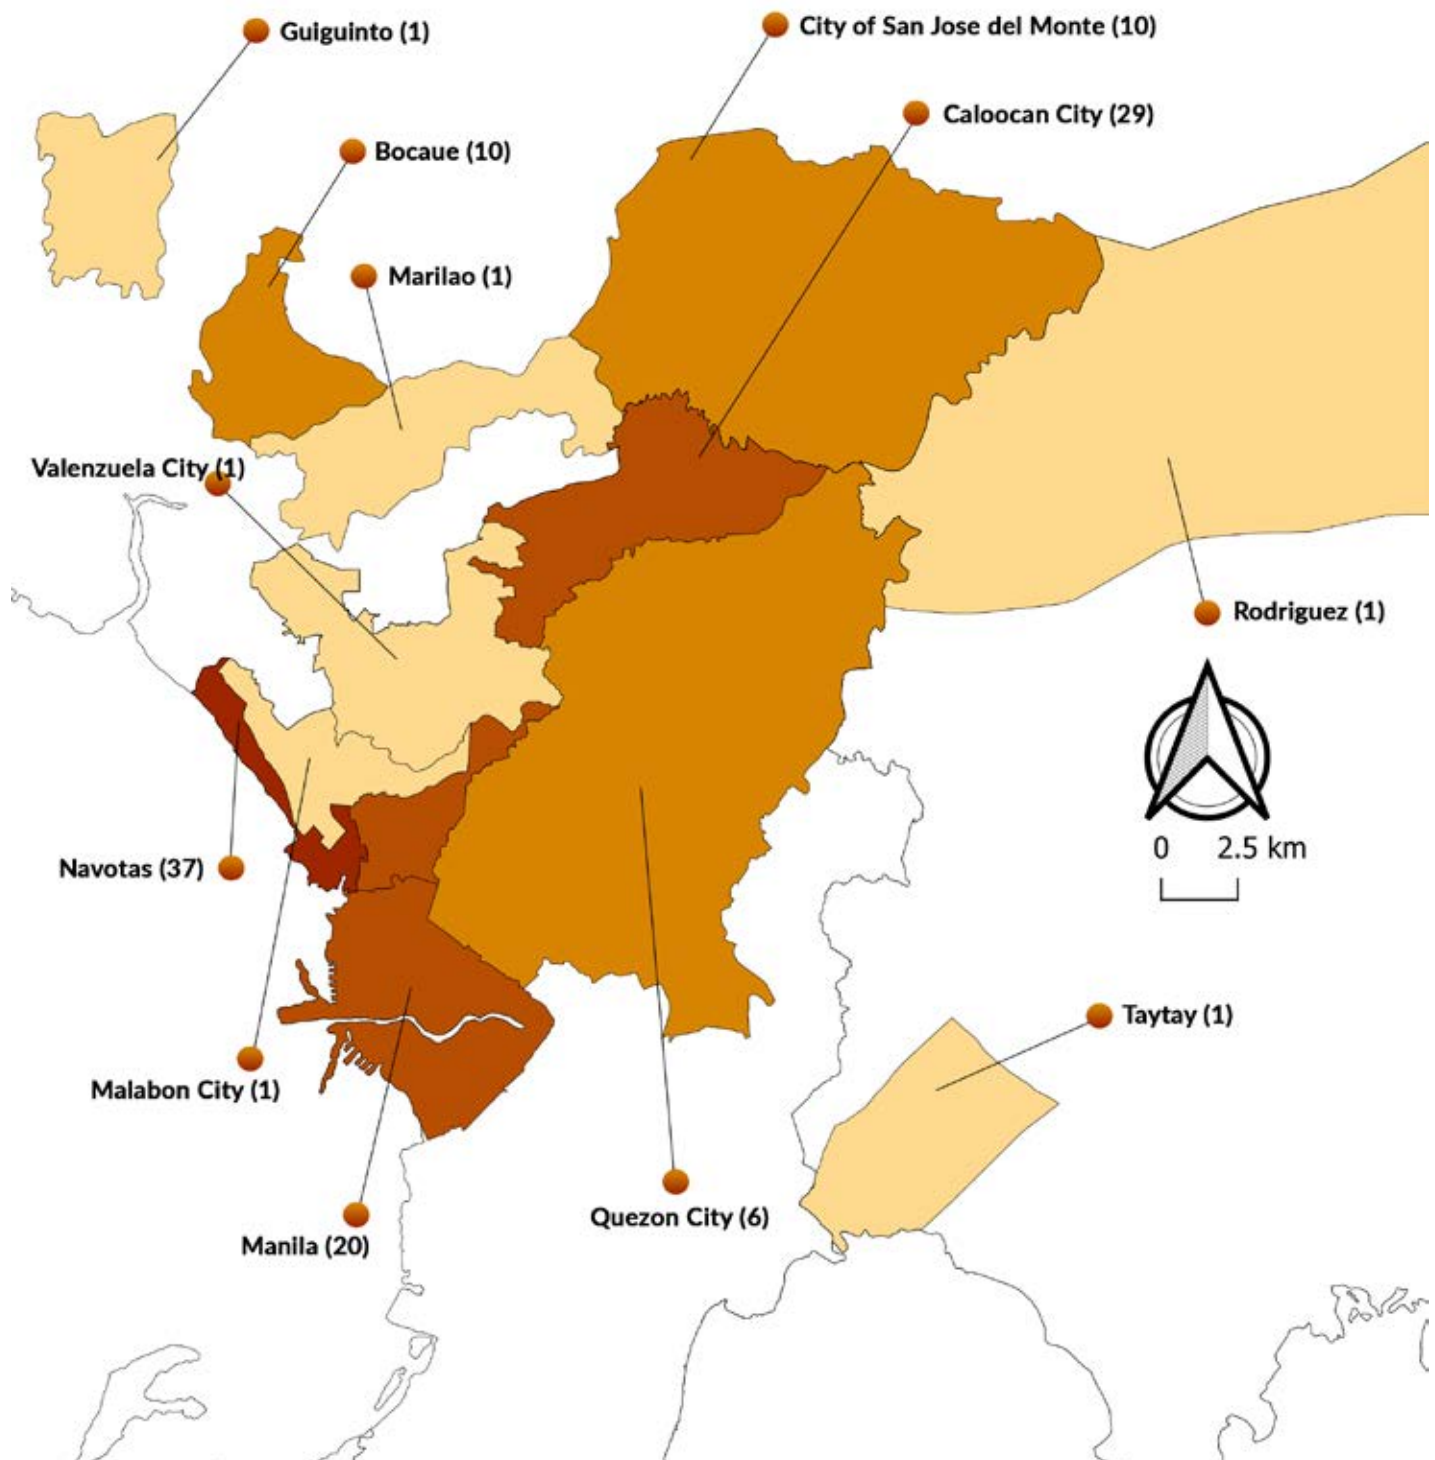 Guiguinto (1)
City of San Jose del Monte (10)
Caloocan City (29)
Bocaue (10)
Marilao (1)
Valenzuela City (1)
Rodriguez (1)
0 2.5 km
Navotas (37)
Taytay (1)
Malabon City (1)
Quezon City (6)
Manila (20)